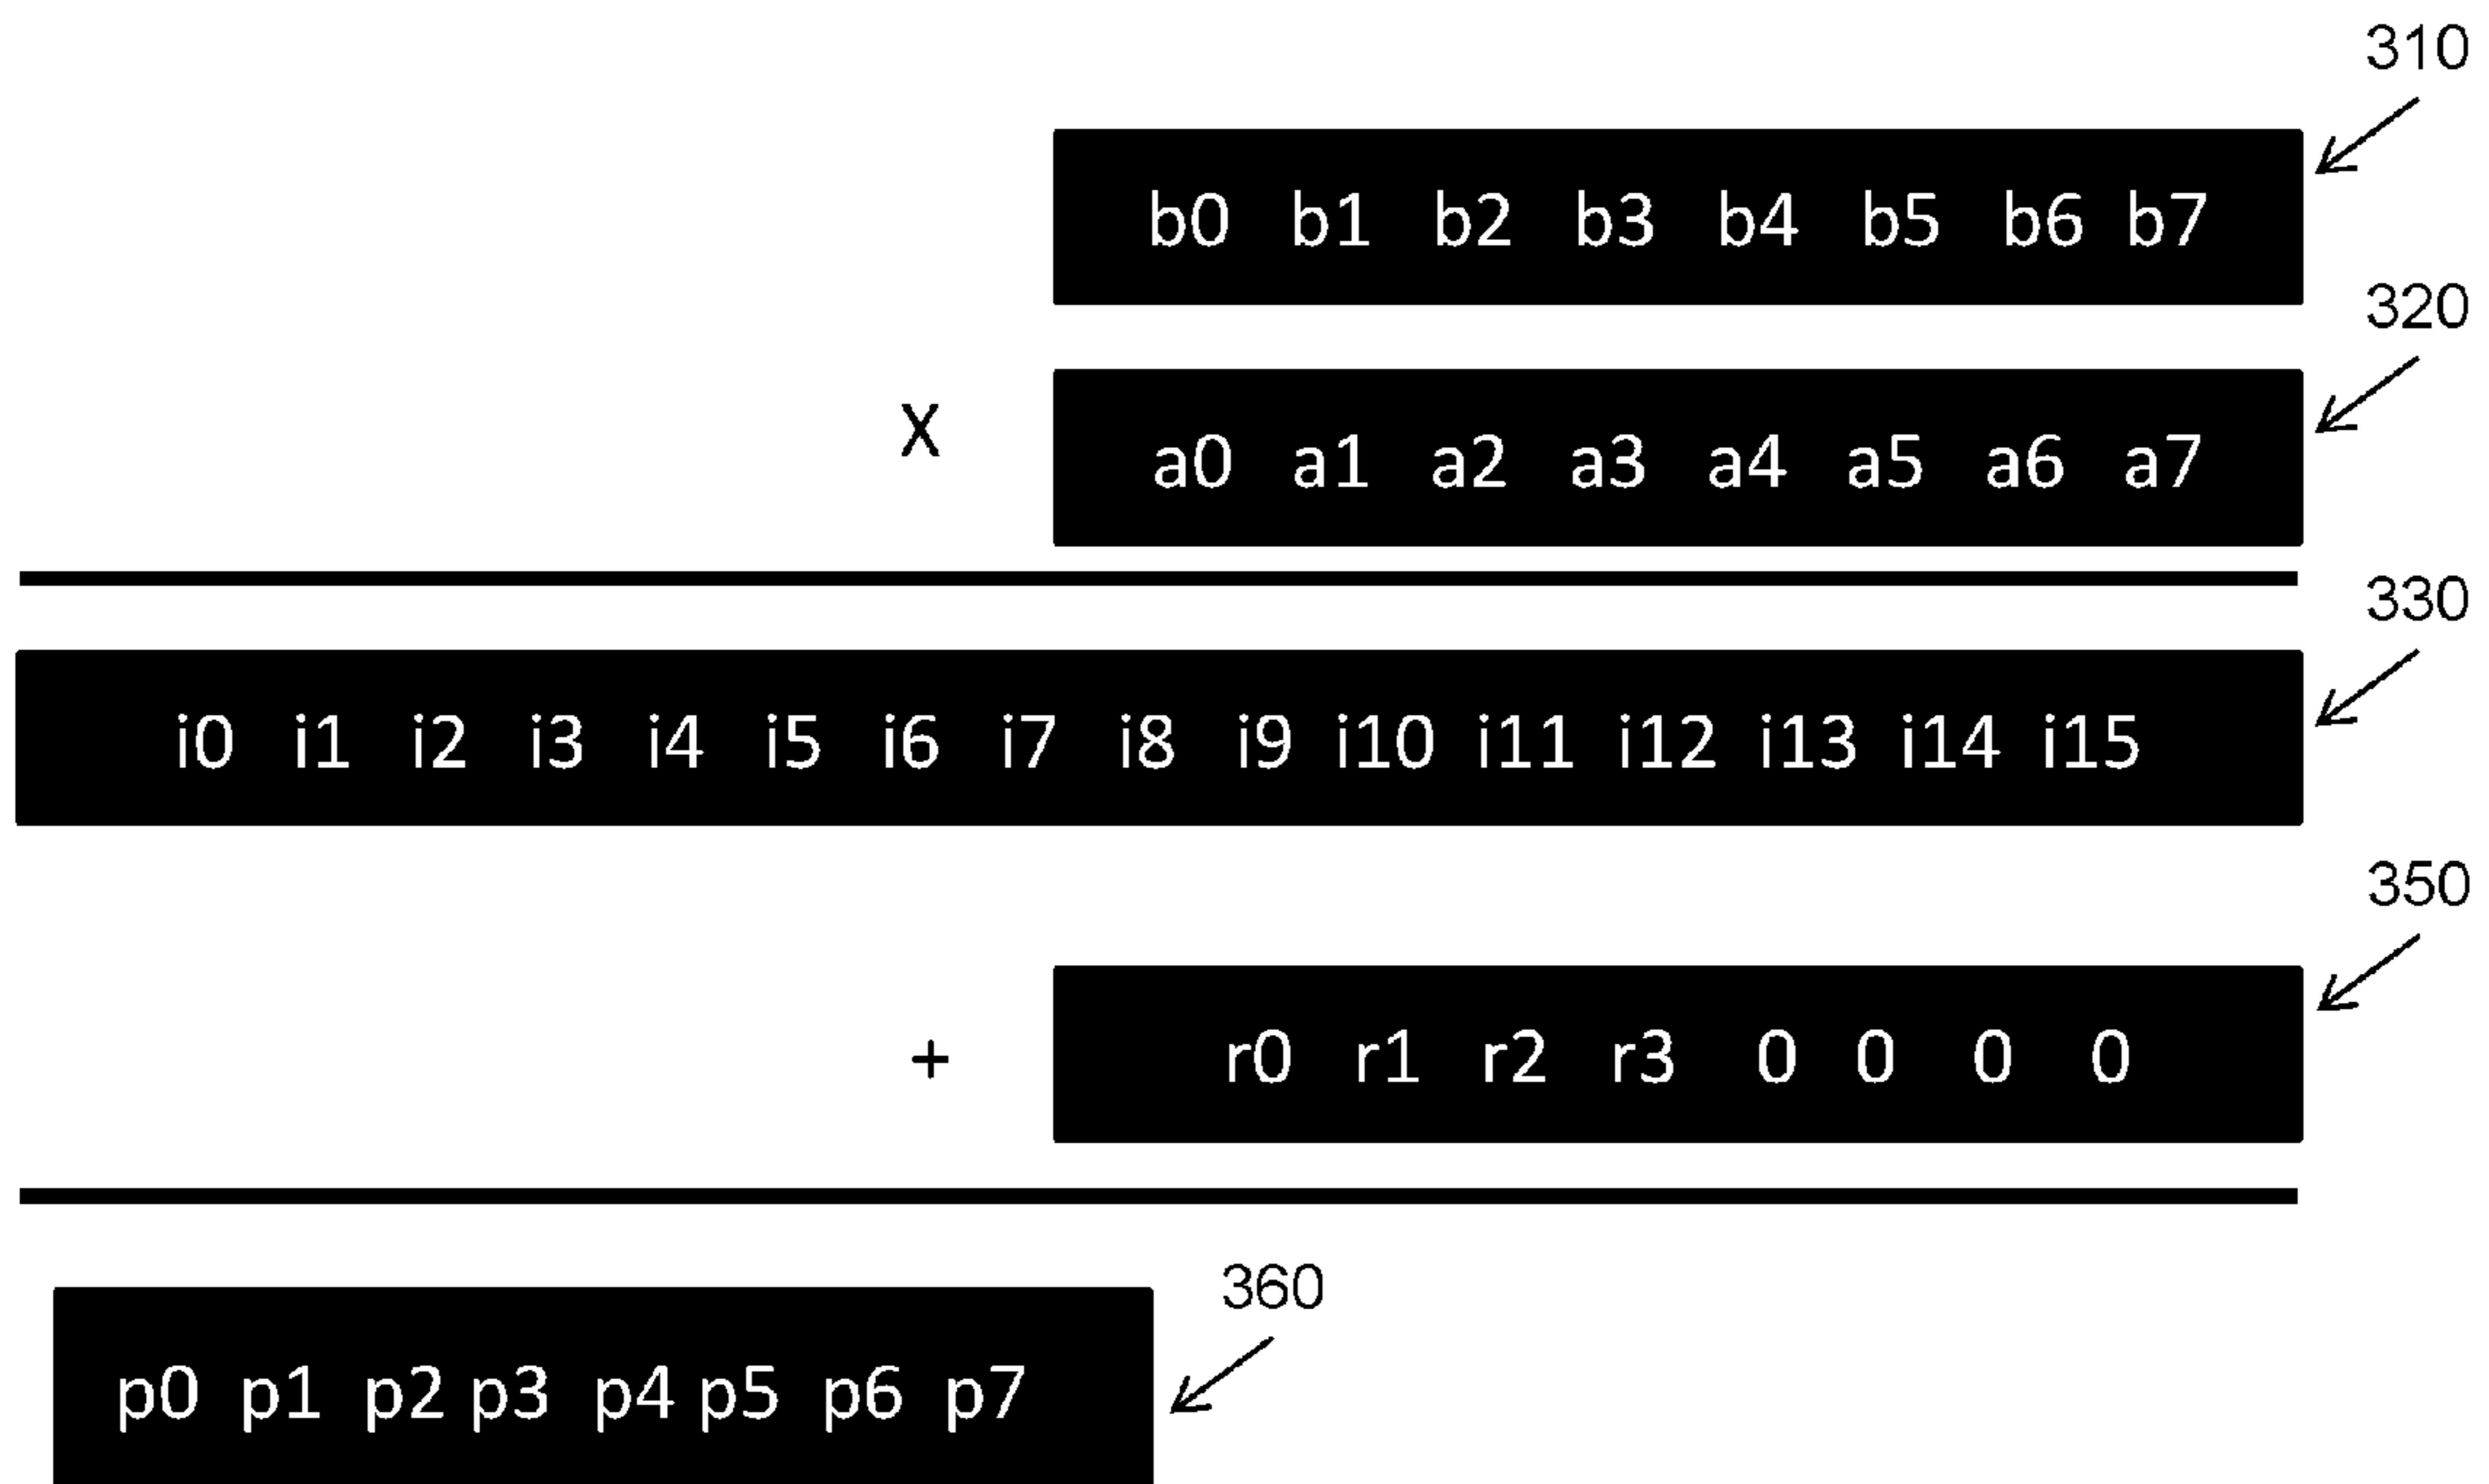 310
b0 b1 b2 b3 b4 b5 b6 b7
320
X a0 a1 a2 a3 a4 a5 a6 a7
330
i0 i1 i2 i3 i4 i5 i6 i7 i8 i9 i10 i11 i12 i13 i14 i15
350
+ r0 r1 r2 r3 0 0 0 0
360
p0 p1 p2 p3 p4 p5 p6 p7